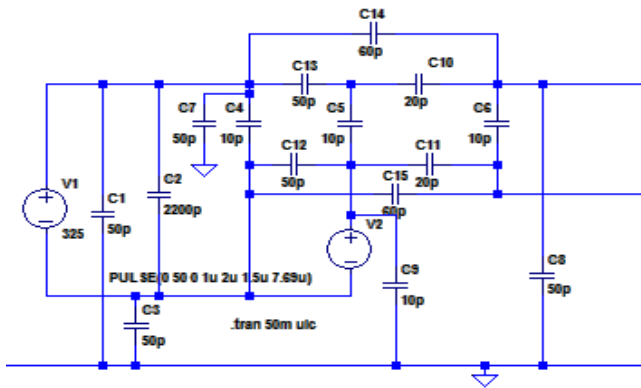 C14
60p
C13
50p
C10
20p
C7
50p
C4
10p
C5
10p
C6
10p
C12
50p
C11
20p
C15
60p
V1
325
C1
50p
C2
2200p
V2
PULSE(0 50 0 1u 2u 1.5u 7.69u)
C9
10p
C8
50p
C3
50p
.tran 50m uic